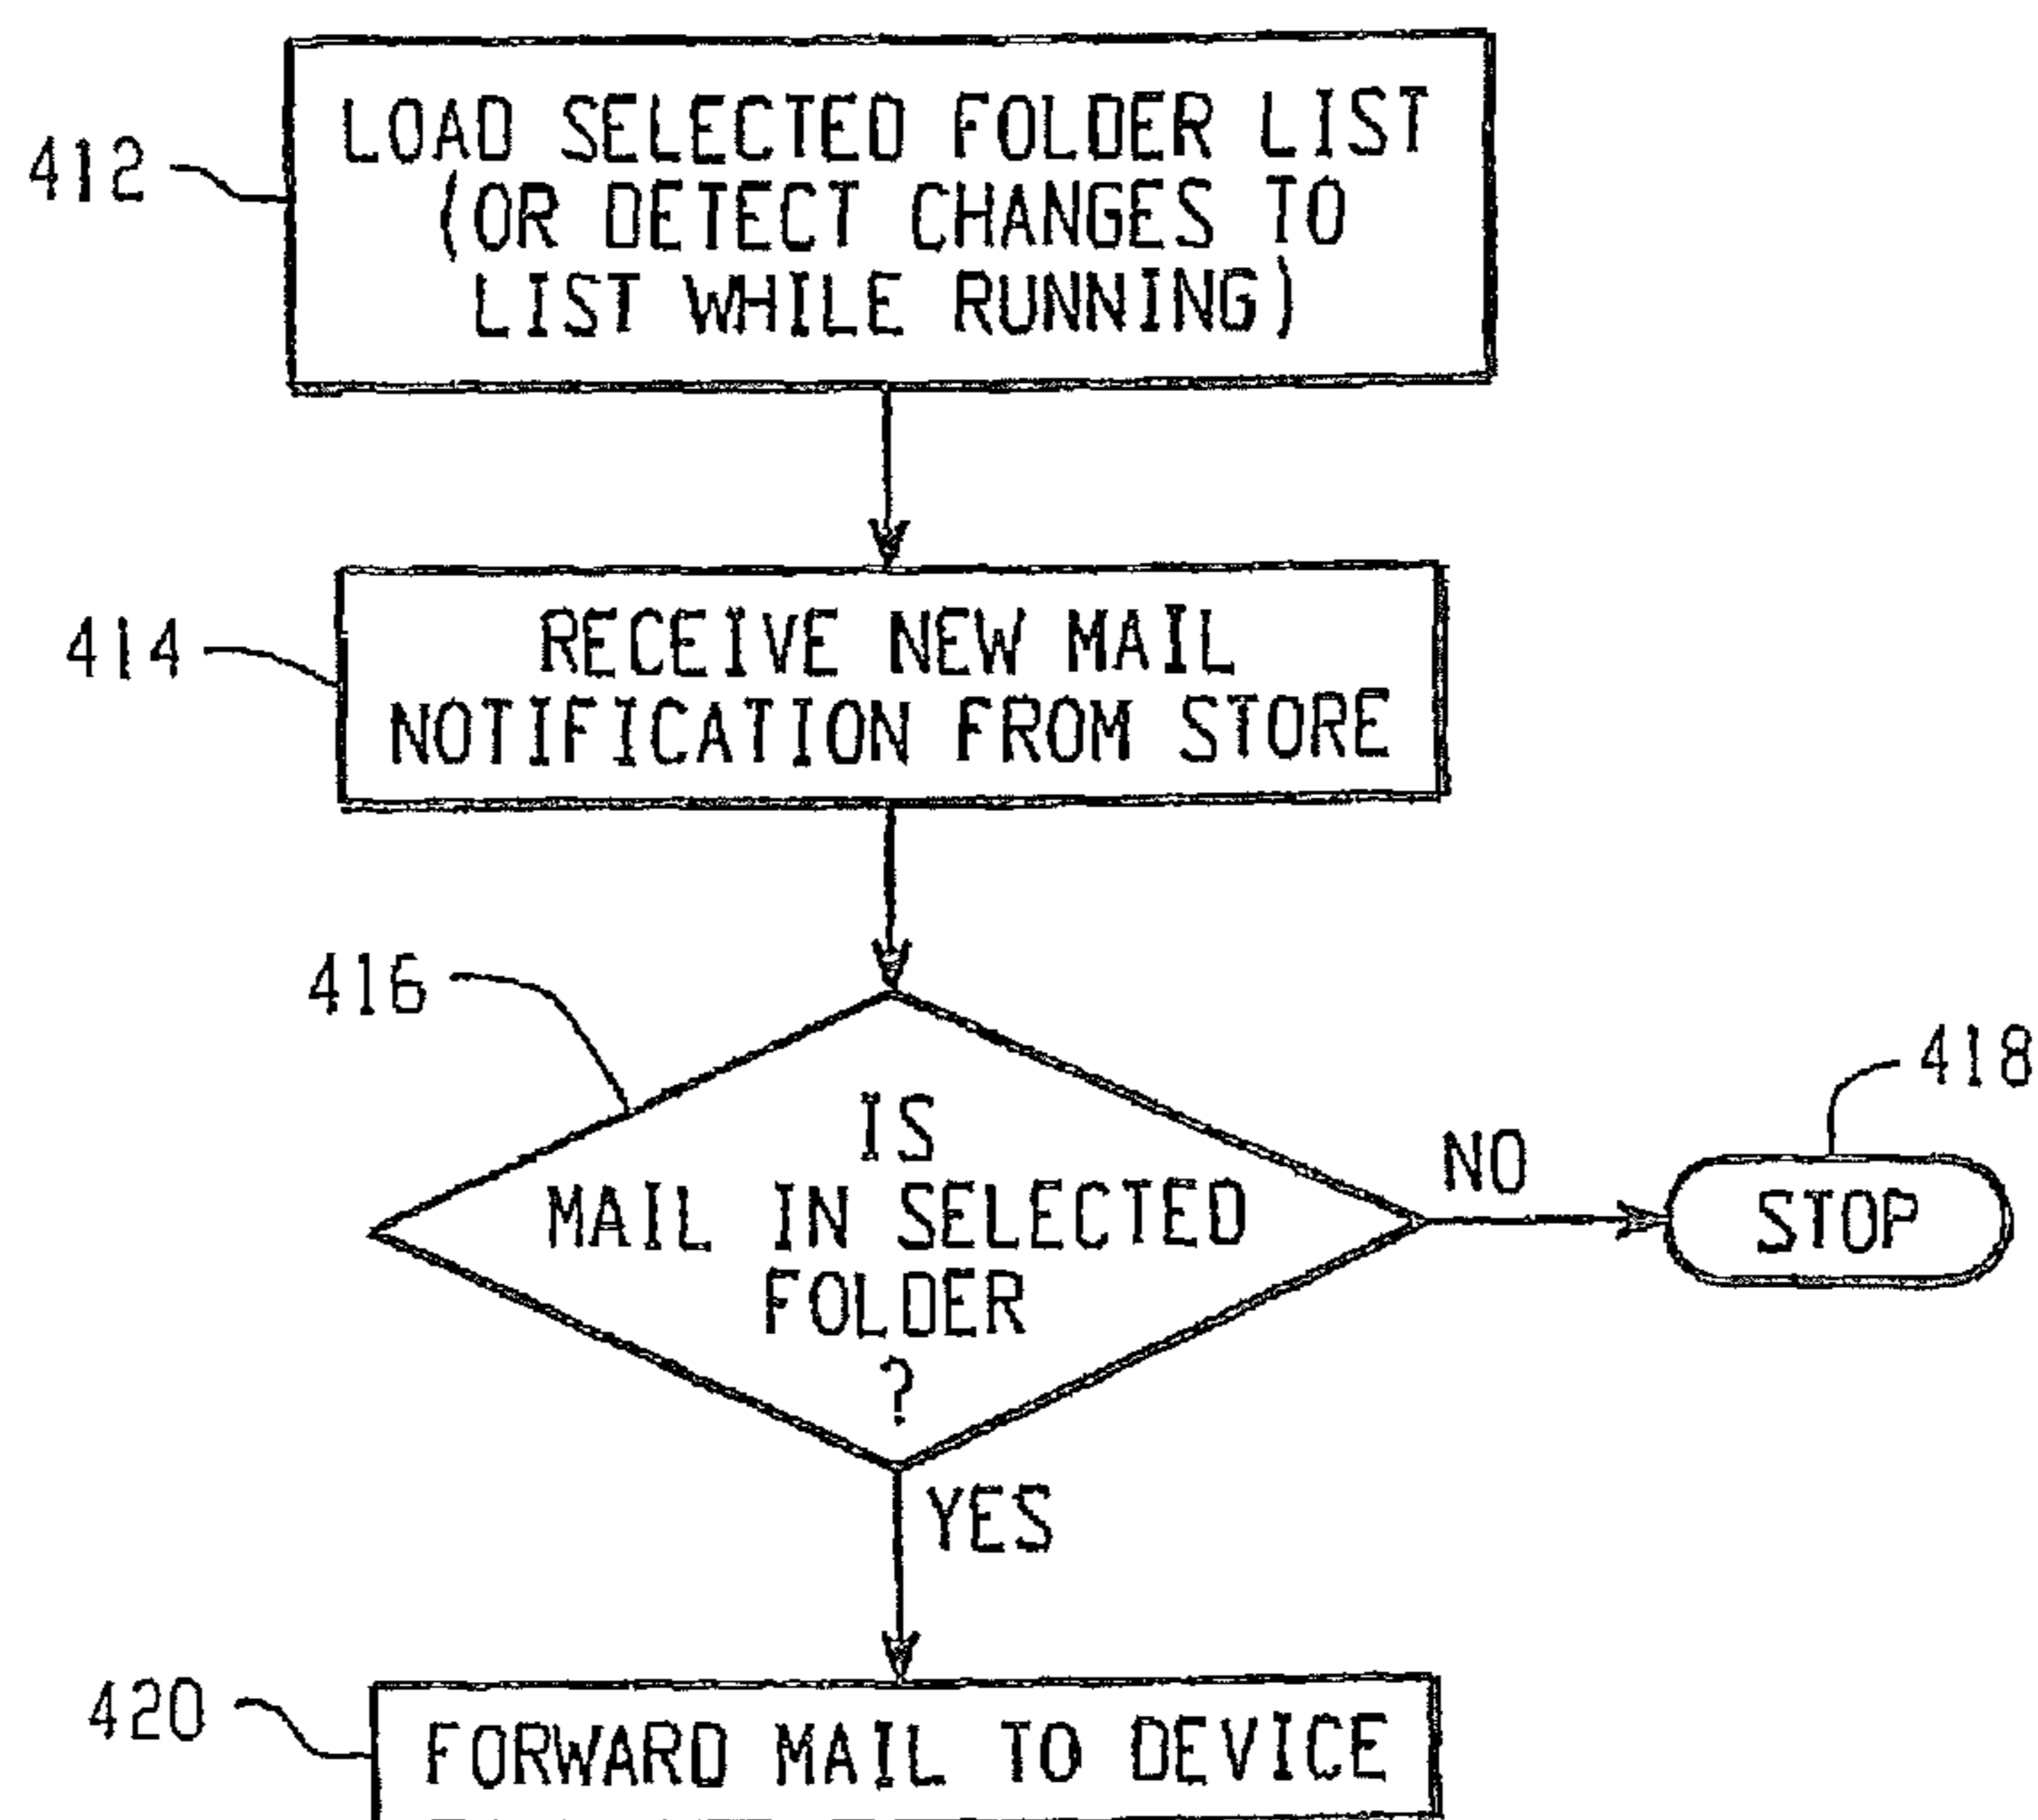 412
LOAD SELECTED FOLDER LIST
(OR DETECT CHANGES TO
LIST WHILE RUNNING)
414
RECEIVE NEW MAIL
NOTIFICATION FROM STORE
416
IS
MAIL IN SELECTED
FOLDER
?
NO
418
STOP
YES
420
FORWARD MAIL TO DEVICE